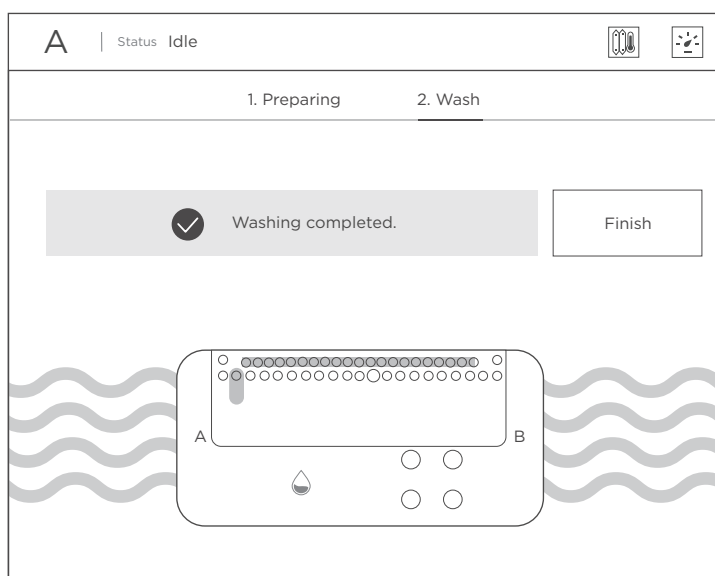 A
Status Idle
1. Preparing
2. Wash
Washing completed.
Finish
A
B